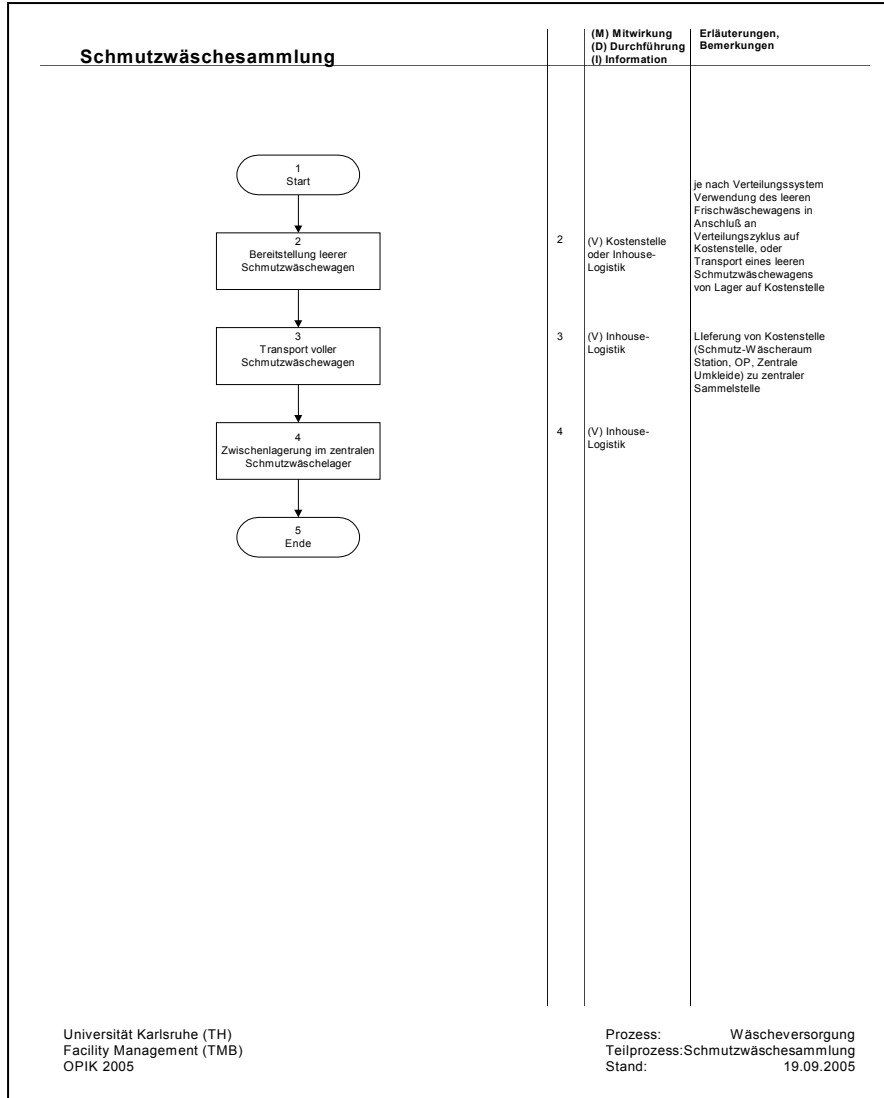 Schmutzwäschesammlung
(M) Mitwirkung
(D) Durchführung
(I) Information
Erläuterungen,
Bemerkungen
1
Start
2
Bereitstellung leerer
Schmutzwäschewagen
2
(V) Kostenstelle
oder Inhouse-
Logistik
je nach Verteilungssystem
Verwendung des leeren
Frischwäschewagens in
Anschluß an
Verteilungszyklus auf
Kostenstelle, oder
Transport eines leeren
Schmutzwäschewagens
von Lager auf Kostenstelle
3
Transport voller
Schmutzwäschewagen
3
(V) Inhouse-
Logistik
LIeferung von Kostenstelle
(Schmutz-Wäscheraum
Station, OP, Zentrale
Umkleide) zu zentraler
Sammelstelle
4
Zwischenlagerung im zentralen
Schmutzwäschelager
4
(V) Inhouse-
Logistik
5
Ende
Universität Karlsruhe (TH)
Facility Management (TMB)
OPIK 2005
Prozess: Wäscheversorgung
Teilprozess:Schmutzwäschesammlung
Stand: 19.09.2005